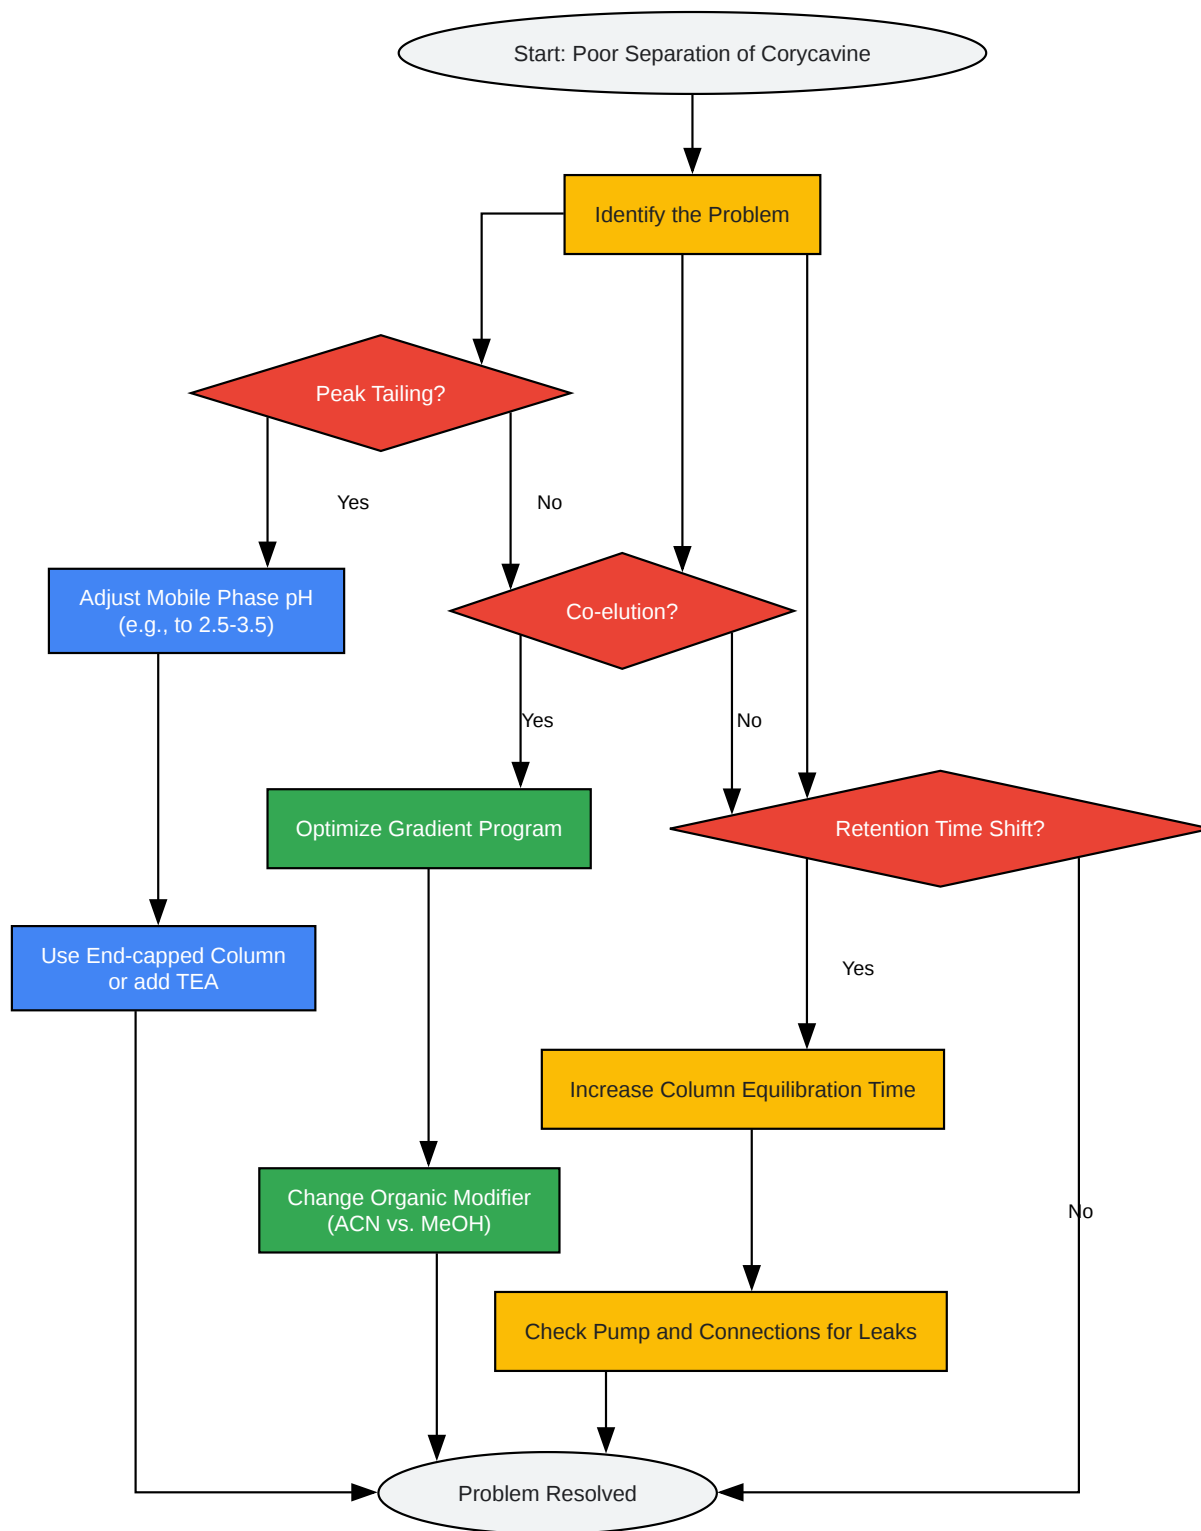 Start: Poor Separation of Corycavine
Identify the Problem
Peak Tailing?
Yes
No
Adjust Mobile Phase pH
(e.g., to 2.5-3.5)
Co-elution?
Yes
No
Optimize Gradient Program
Retention Time Shift?
Use End-capped Column
or add TEA
Yes
Increase Column Equilibration Time
Change Organic Modifier
(ACN vs. MeOH)
No
Check Pump and Connections for Leaks
Problem Resolved